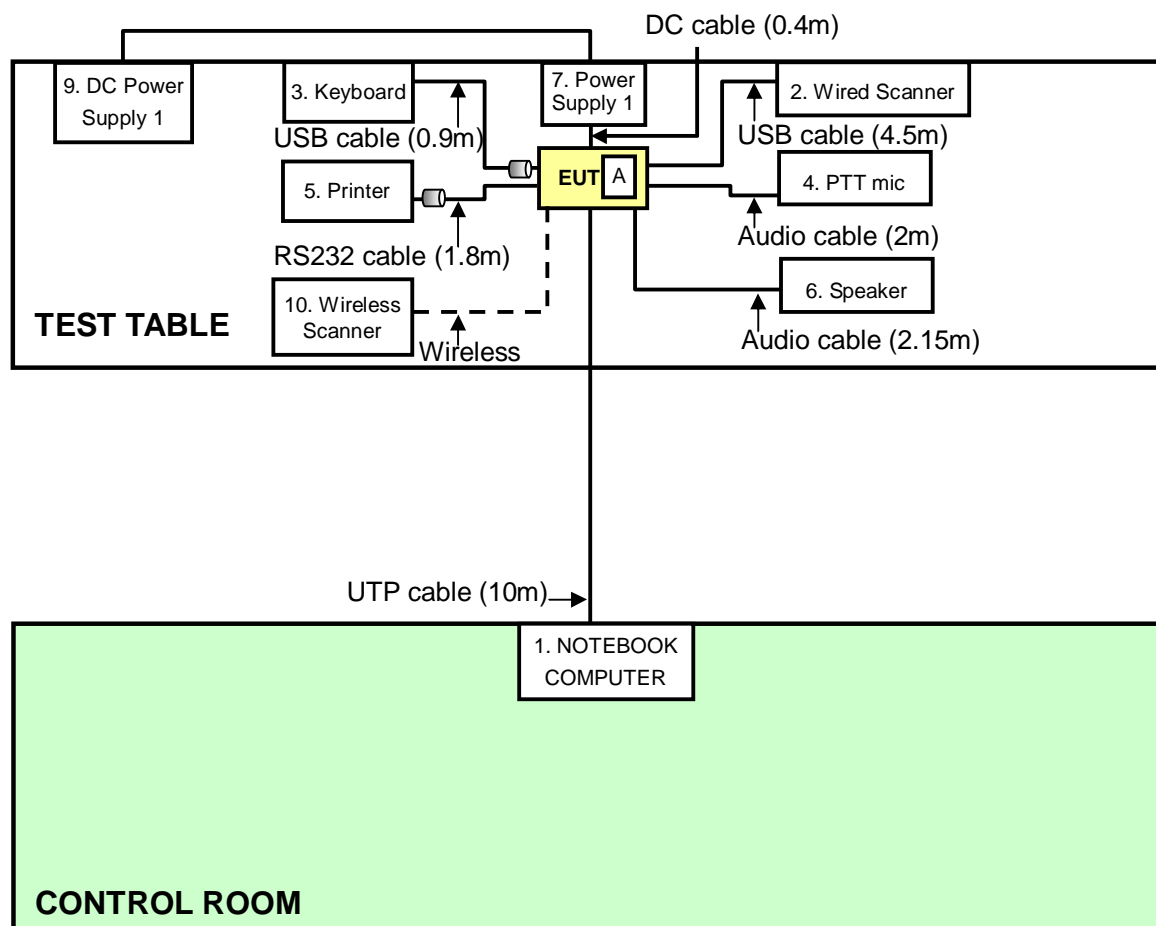 DC cable (0.4m)
9. DC Power
Supply 1
3. Keyboard
7. Power
Supply 1
2. Wired Scanner
USB cable (0.9m)
USB cable (4.5m)
EUT
A
5. Printer
4. PTT mic
RS232 cable (1.8m)
Audio cable (2m)
10. Wireless
Scanner
6. Speaker
TEST TABLE
Wireless
Audio cable (2.15m)
UTP cable (10m)
1. NOTEBOOK
COMPUTER
CONTROL ROOM